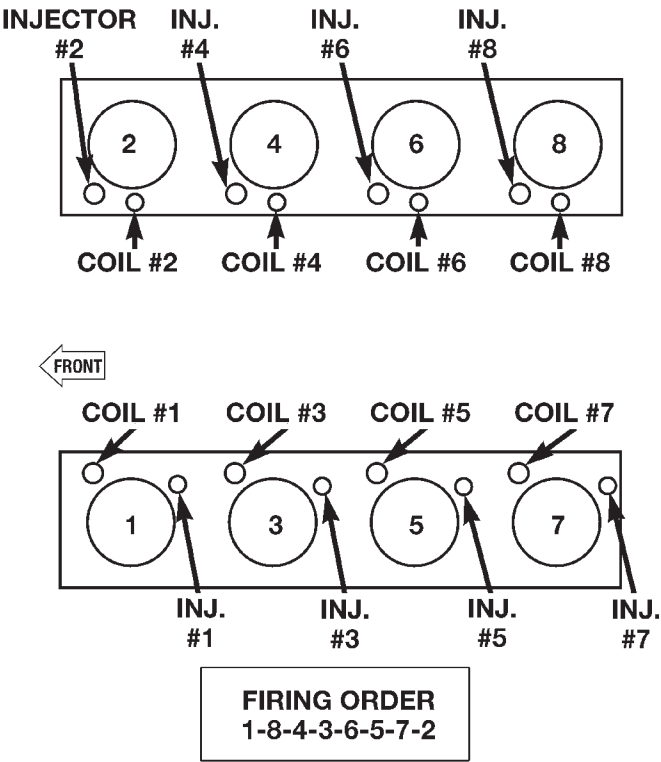 INJECTOR #2
INJ. #4
INJ. #6
INJ. #8
2
4
6
8
COIL #2
COIL #4
COIL #6
COIL #8
FRONT
COIL #1
COIL #3
COIL #5
COIL #7
1
3
5
7
INJ. #1
INJ. #3
INJ. #5
INJ. #7
FIRING ORDER
1-8-4-3-6-5-7-2